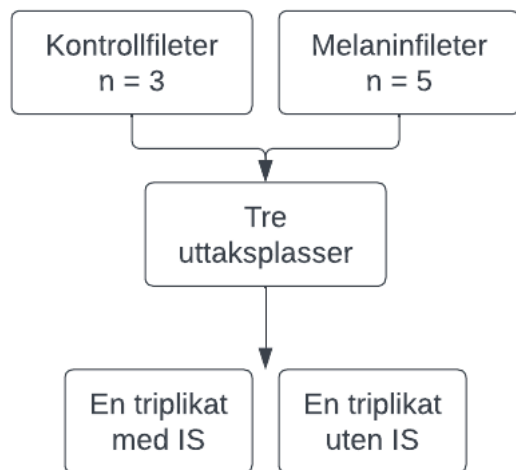 Kontrollfileter
n = 3
Melaninfileter
n = 5
Tre
uttaksplasser
En triplikat
med IS
En triplikat
uten IS